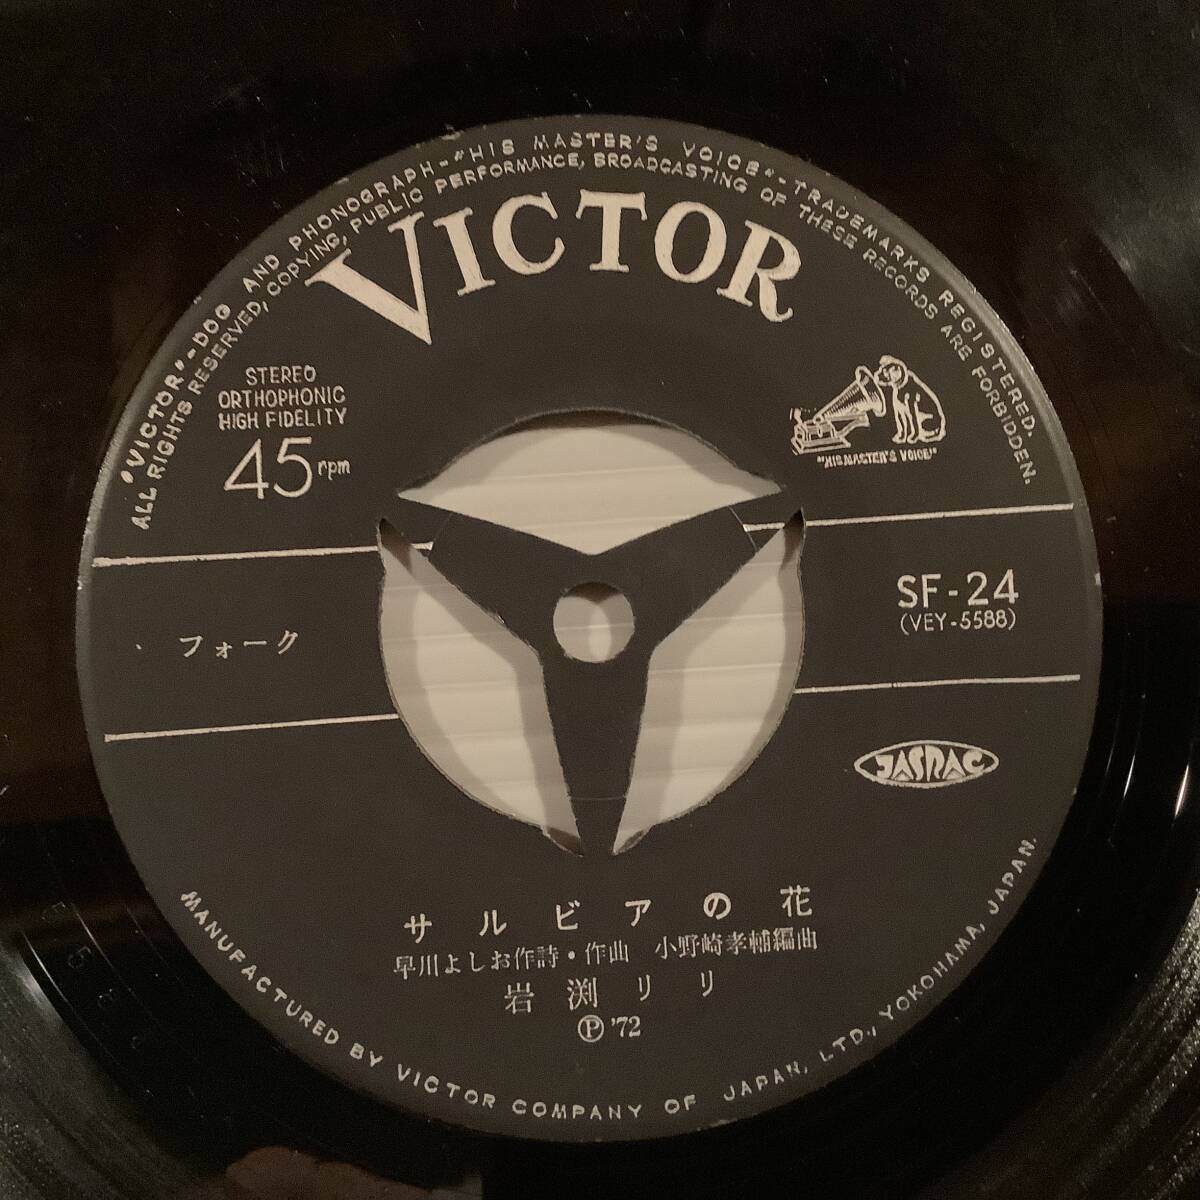 "VICTOR"-DOG AND PHONOGRAPH-"HIS MASTER'S VOICE"-TRADEMARKS REGISTERED.
ALL RIGHTS RESERVED, COPYING, PUBLIC PERFORMANCE, BROADCASTING OF THESE RECORDS ARE FORBIDDEN.
VICTOR
STEREO
ORTHOPHONIC
HIGH FIDELITY
45 rpm
"HIS MASTER'S VOICE"
フォーク
SF-24
(VEY-5588)
JASRAC
サルビアの花
早川よしお作詩・作曲 小野崎孝輔編曲
岩渕リリ
Ⓟ '72
MANUFACTURED BY VICTOR COMPANY OF JAPAN, LTD., YOKOHAMA, JAPAN.